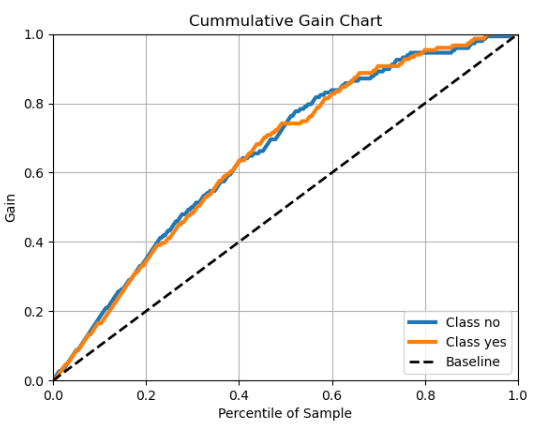 Cummulative Gain Chart
1.0
0.8
0.6
0.4
0.2
0.0
Gain
Class no
Class yes
Baseline
0.0 0.2 0.4 0.6 0.8 1.0
Percentile of Sample